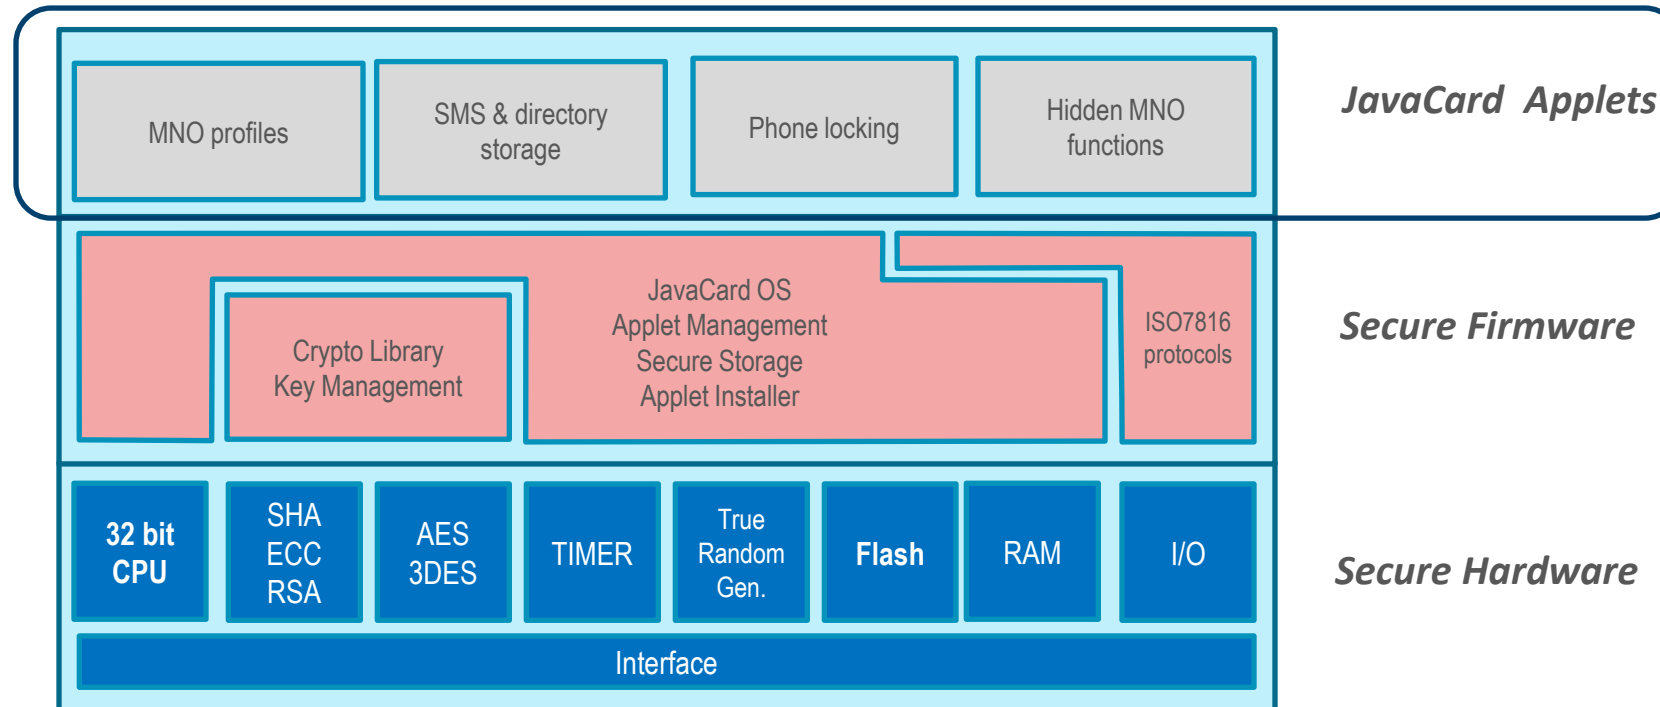 MNO profiles
SMS & directory
storage
Phone locking
Hidden MNO
functions
JavaCard Applets
Crypto Library
Key Management
JavaCard OS
Applet Management
Secure Storage
Applet Installer
ISO7816
protocols
Secure Firmware
32 bit
CPU
SHA
ECC
RSA
AES
3DES
TIMER
True
Random
Gen.
Flash
RAM
I/O
Secure Hardware
Interface